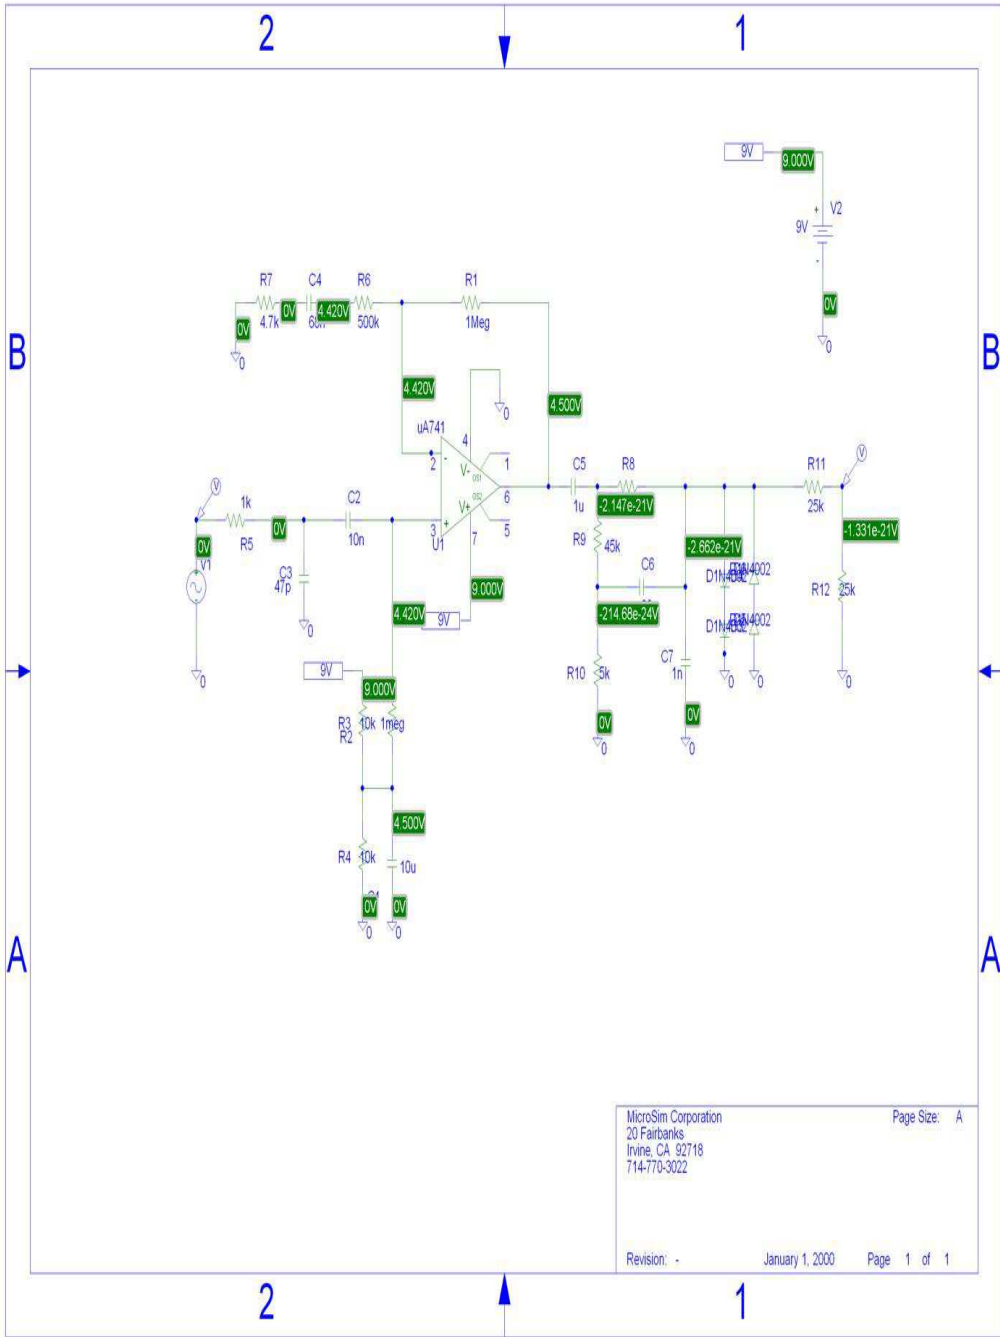 2
1
9V
9.000V
+
V2
9V
-
0V
0
R7
C4
R6
R1
0V
4.420V
4.7k
500k
1Meg
0V
0
B
B
4.420V
4.500V
0
uA741
4
2
-
V-
OS1
1
6
OS2
V+
+
3
7
5
U1
V
1k
R5
0V
C2
10n
0V
V1
C3
47p
0
0
C5
1u
R8
R11
25k
V
-2.147e-21V
-1.331e-21V
R9
45k
-2.662e-21V
C6
R12
25k
-214.68e-24V
9.000V
4.420V
9V
9V
9.000V
R3
10k
1meg
R2
R10
5k
C7
1n
0
0
0
0V
0V
0
0
4.500V
R4
10k
10u
0V
0V
0
0
A
A
MicroSim Corporation
Page Size: A
20 Fairbanks
Irvine, CA 92718
714-770-3022
Revision: -
January 1, 2000
Page 1 of 1
2
1